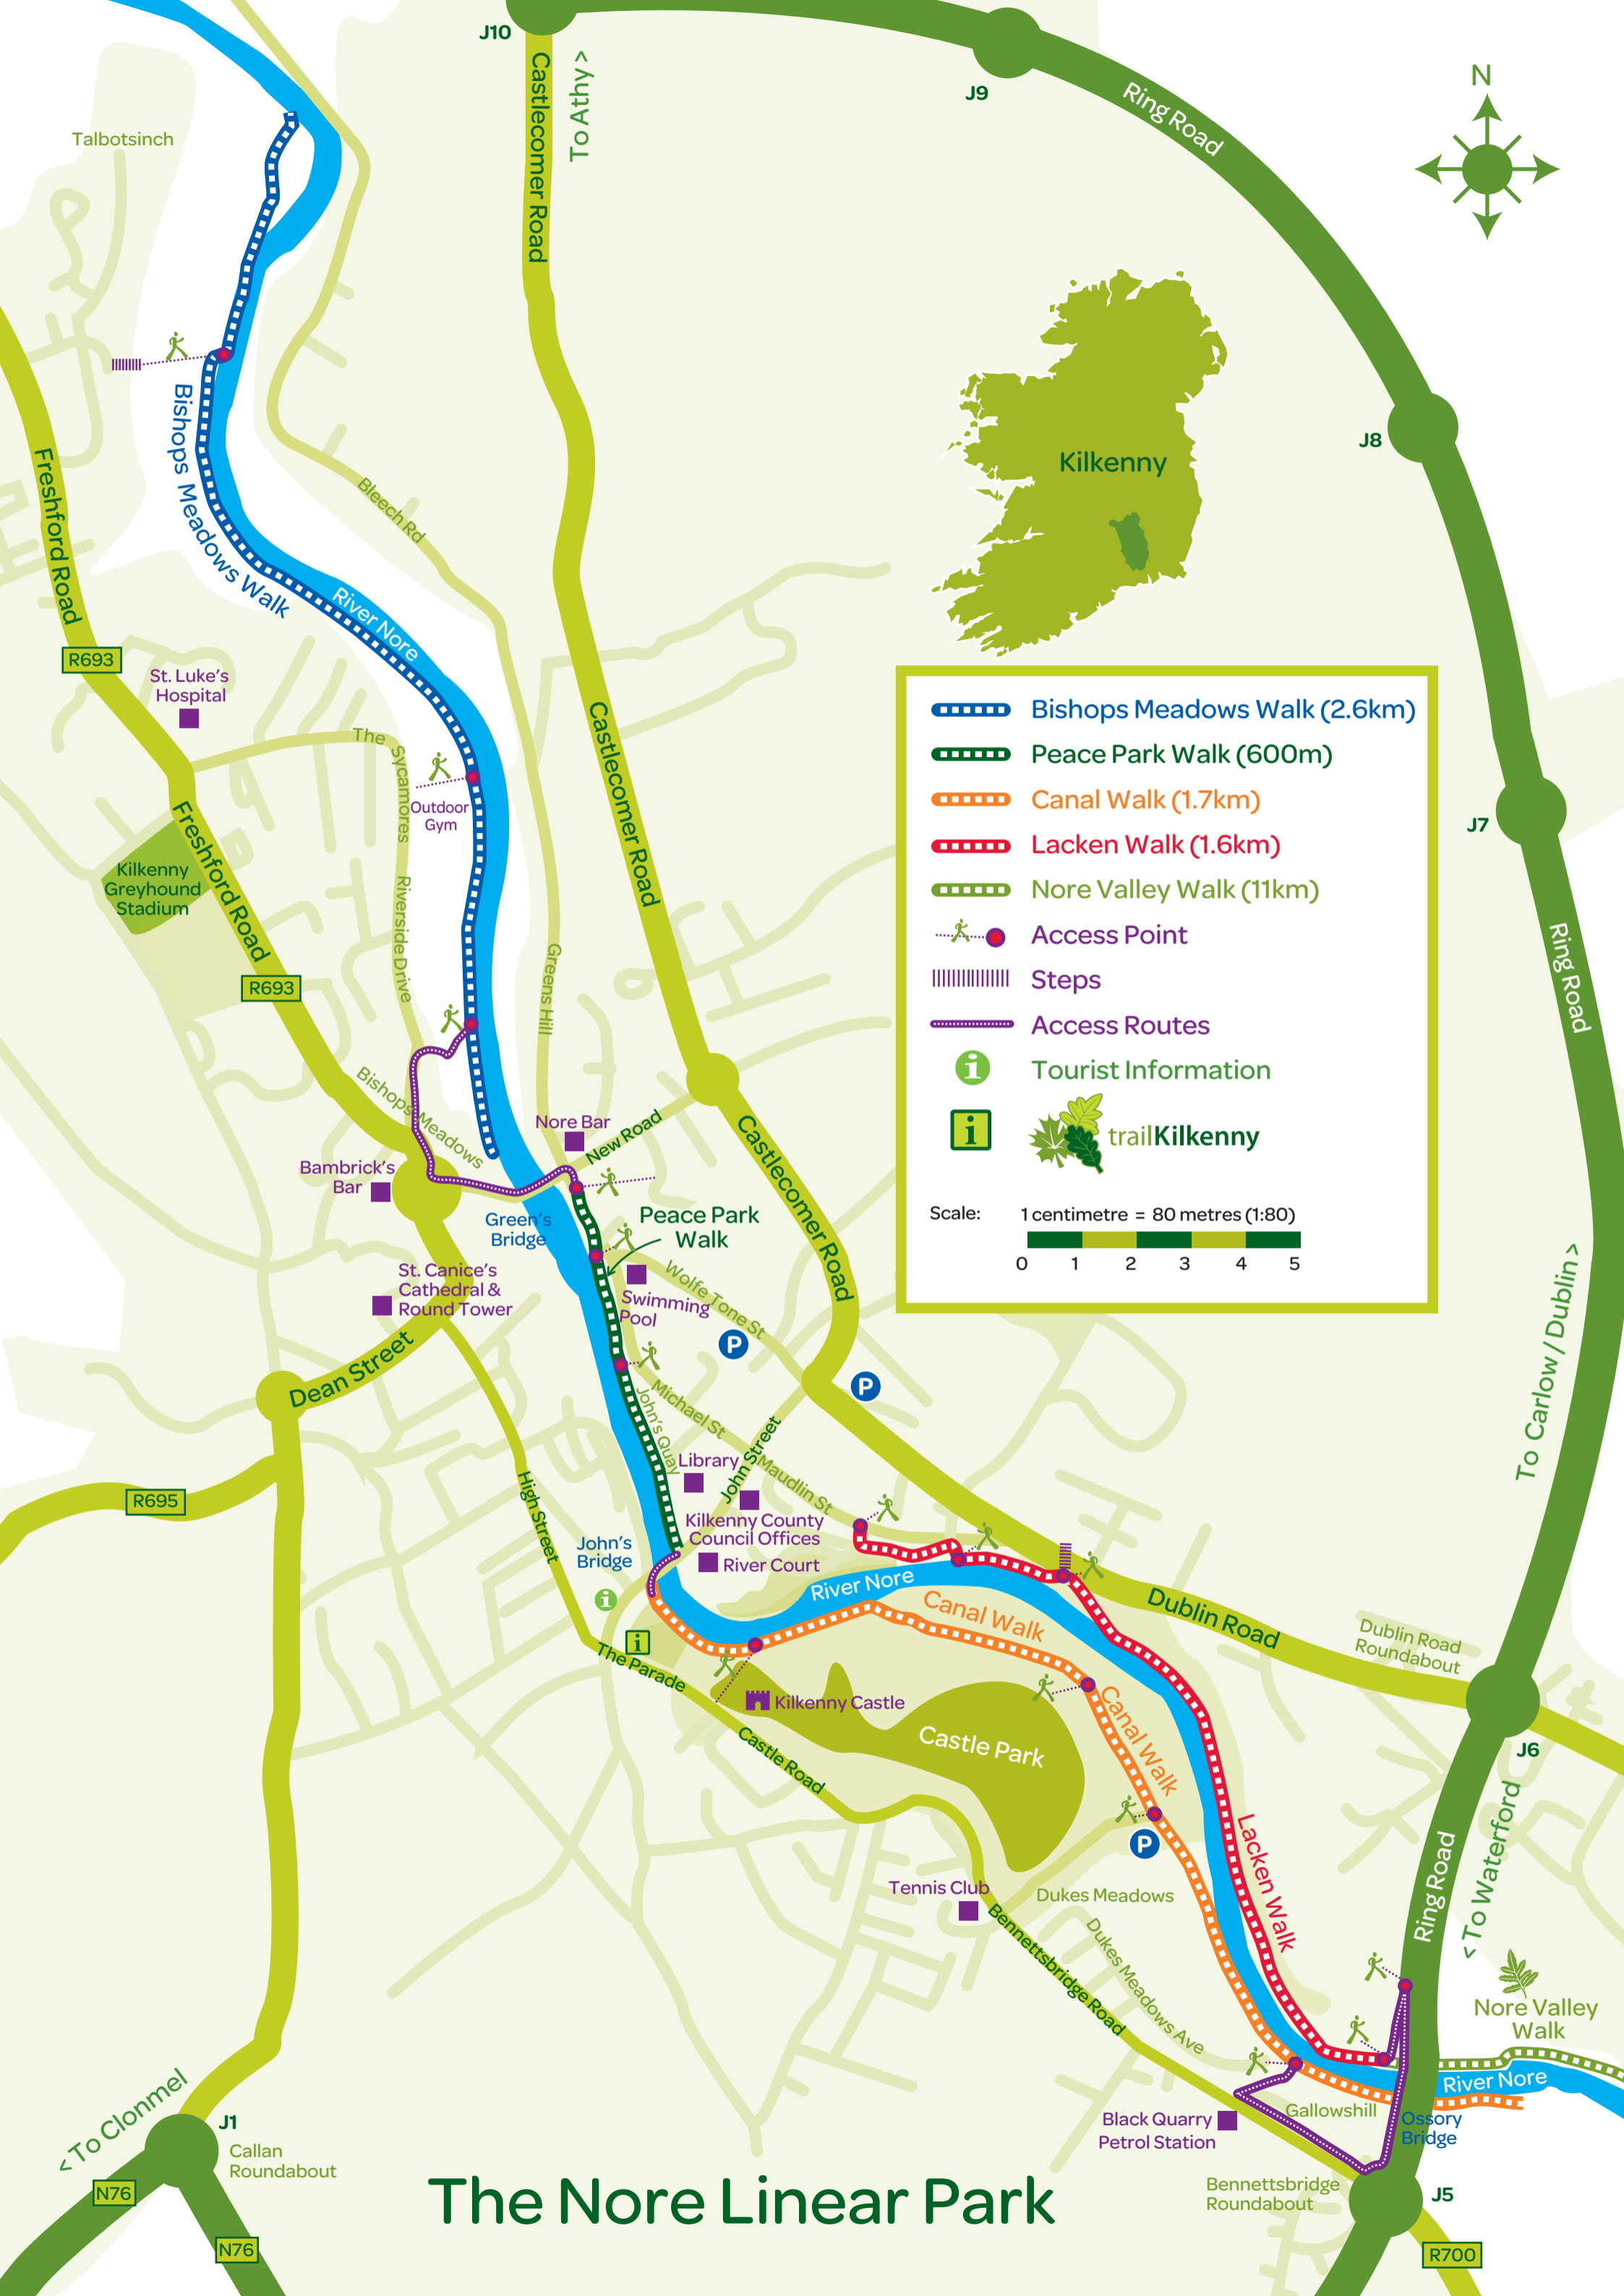 J10
Castlecomer Road
To Athy >
J9
Ring Road
N
Talbotsinch
Bishops Meadows Walk
Freshford Road
Bleech Rd
River Nore
J8
Kilkenny
R693
St. Luke's
Hospital
The Sycamores
Castlecomer Road
Outdoor
Gym
Kilkenny
Greyhound
Stadium
Freshford Road
Riverside Drive
Greens Hill
R693
Bishops Meadows Walk (2.6km)
Peace Park Walk (600m)
Canal Walk (1.7km)
Lacken Walk (1.6km)
Nore Valley Walk (11km)
Access Point
Steps
Access Routes
i
Tourist Information
i
trailKilkenny
Scale:
1 centimetre = 80 metres (1:80)
0 1 2 3 4 5
J7
Ring Road
Bishops Meadows
Nore Bar
New Road
Castlecomer Road
Bambrick's
Bar
Green's
Bridge
Peace Park
Walk
St. Canice's
Cathedral &
Round Tower
Swimming
Pool
Wolfe Tone St
P
P
Dean Street
Michael St
John's Quay
John Street
To Carlow / Dublin >
R695
High Street
Library
Maudlin St
Kilkenny County
Council Offices
John's
Bridge
River Court
River Nore
Canal Walk
Dublin Road
Dublin Road
Roundabout
i
i
The Parade
Kilkenny Castle
Castle Park
Canal Walk
J6
Castle Road
P
Lacken Walk
Ring Road
< To Waterford
Tennis Club
Dukes Meadows
Bennettsbridge Road
Dukes Meadows Ave
Nore Valley
Walk
River Nore
Gallowshill
Ossory
Bridge
Black Quarry
Petrol Station
< To Clonmel
J1
Callan
Roundabout
N76
N76
The Nore Linear Park
Bennettsbridge
Roundabout
J5
R700